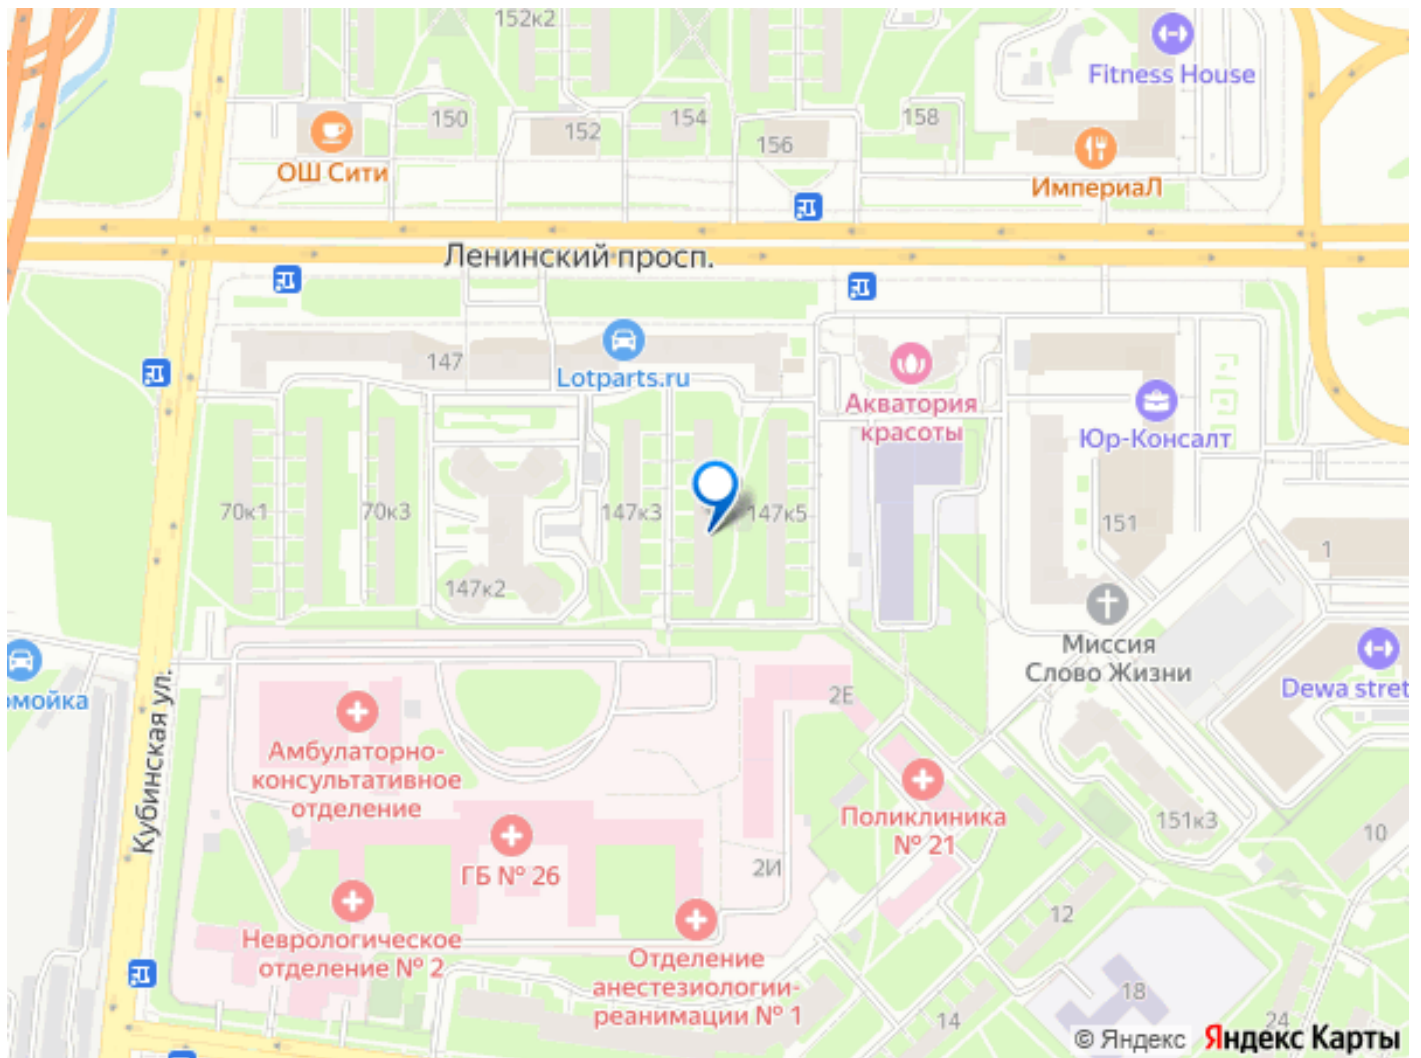 152к2
Fitness House
150
152
154
156
158
ОШ Сити
ИмпериаЛ
Ленинский просп.
147
Lotparts.ru
Акватория
красоты
Юр-Консалт
70к1
70к3
147к3
147к5
151
1
147к2
Миссия
Слово Жизни
омойка
Кубинская ул.
2Е
Dewa stret
Амбулаторно-
консультативное
отделение
Поликлиника
№ 21
151к3
10
ГБ № 26
2И
12
Неврологическое
отделение № 2
Отделение
анестезиологии-
реанимации № 1
18
14
24
© Яндекс Яндекс Карты